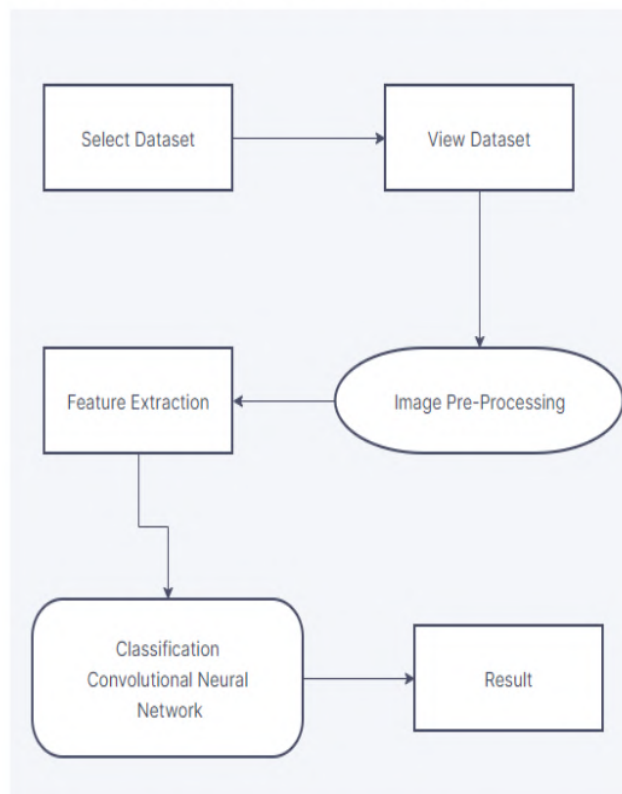 Select Dataset
View Dataset
Image Pre-Processing
Feature Extraction
Classification
Convolutional Neural
Network
Result